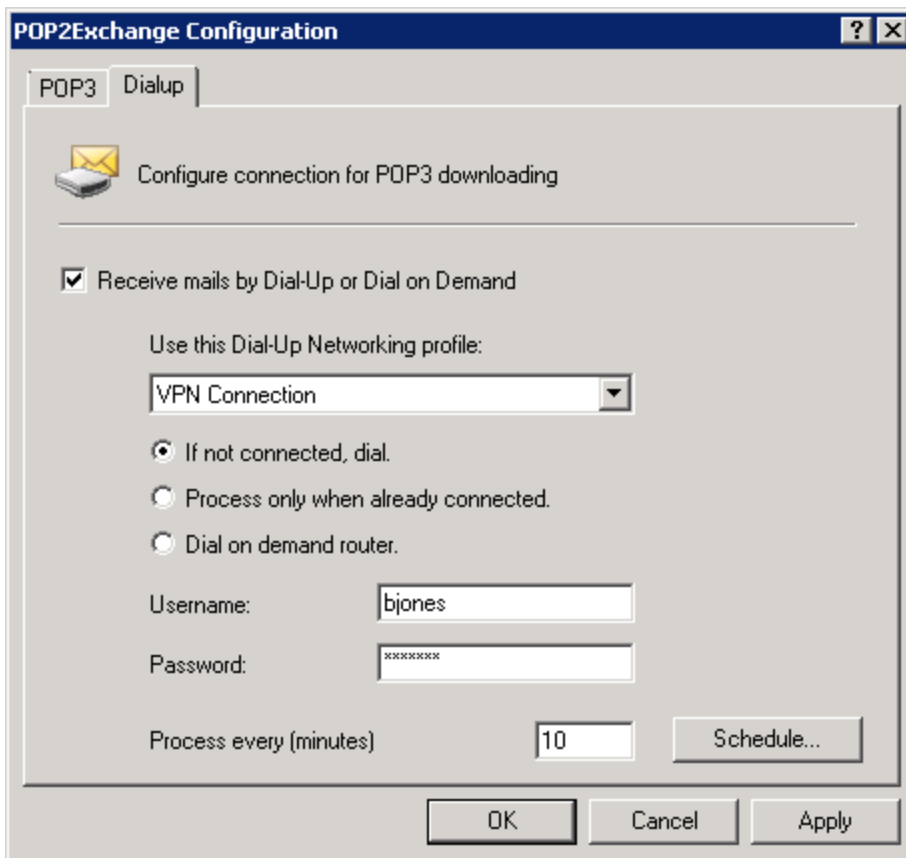 POP2Exchange Configuration
POP3 Dialup
Configure connection for POP3 downloading
Receive mails by Dial-Up or Dial on Demand
Use this Dial-Up Networking profile:
VPN Connection
If not connected, dial.
Process only when already connected.
Dial on demand router.
Username: bjones
Password: *******
Process every (minutes) 10 Schedule...
OK Cancel Apply